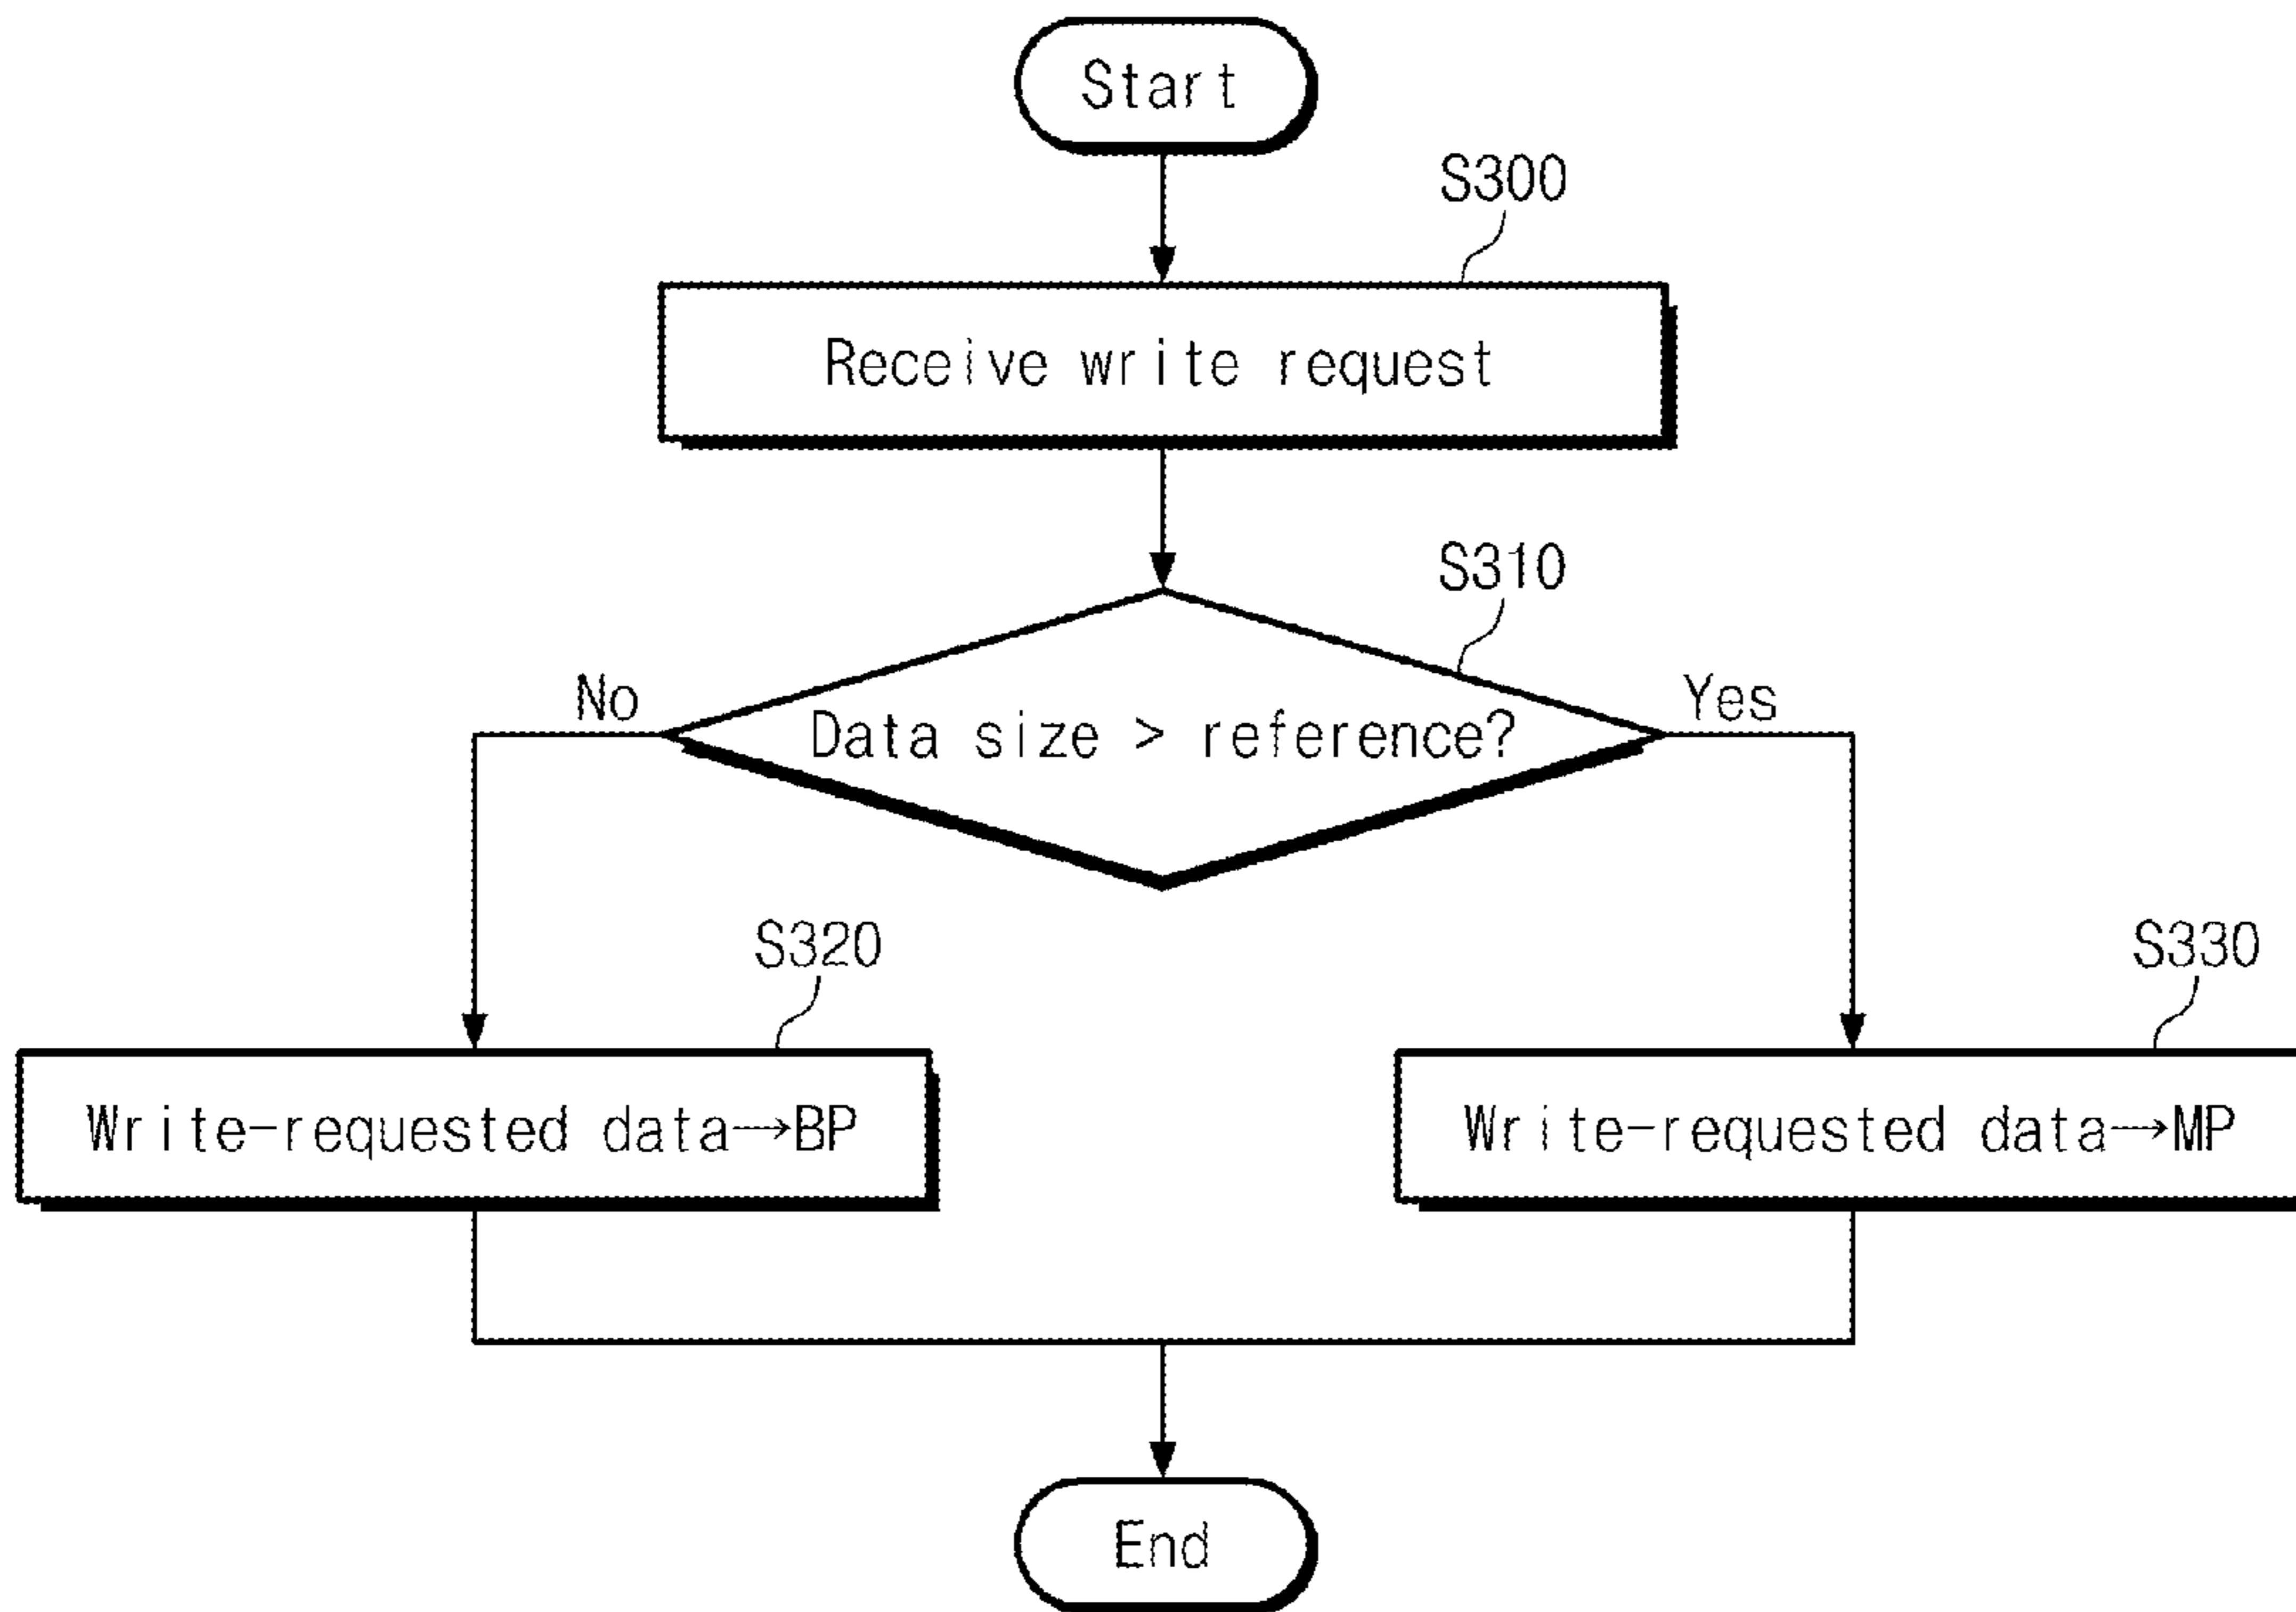 Start
S300
Receive write request
S310
No
Yes
Data size > reference?
S320
S330
Write-requested data→BP
Write-requested data→MP
End